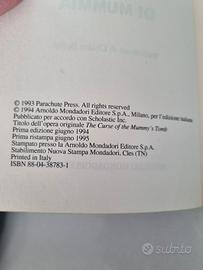 DI MUMMIA
© 1993 Parachute Press. All rights reserved
© 1994 Arnoldo Mondadori Editore S.p.A., Milano, per l'edizione italiana
Pubblicato per accordo con Scholastic Inc.
Titolo dell'opera originale The Curse of the Mummy's Tomb
Prima edizione giugno 1994
Prima ristampa giugno 1995
Stampato presso la Arnoldo Mondadori Editore S.p.A.
Stabilimento Nuova Stampa Mondadori, Cles (TN)
Printed in Italy
ISBN 88-04-38783-1
subito